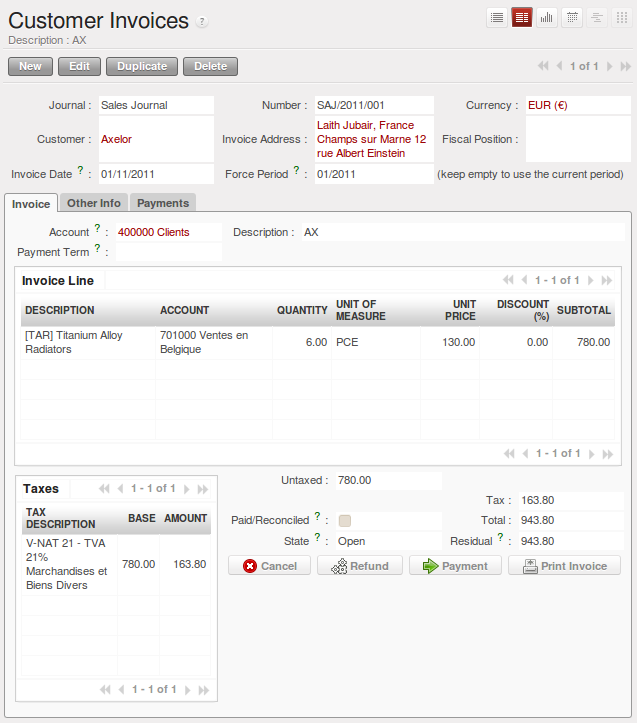 Customer Invoices ?
Description : AX
New Edit Duplicate Delete 1 of 1
Journal : Sales Journal Number : SAJ/2011/001 Currency : EUR (€)
Customer : Axelor Invoice Address : Laith Jubair, France Champs sur Marne 12 rue Albert Einstein Fiscal Position :
Invoice Date ? : 01/11/2011 Force Period ? : 01/2011 (keep empty to use the current period)
Invoice Other Info Payments
Account ? : 400000 Clients Description : AX
Payment Term ? :
Invoice Line 1 - 1 of 1
DESCRIPTION ACCOUNT QUANTITY UNIT OF MEASURE UNIT PRICE DISCOUNT (%) SUBTOTAL
[TAR] Titanium Alloy Radiators 701000 Ventes en Belgique 6.00 PCE 130.00 0.00 780.00
1 - 1 of 1
Taxes 1 - 1 of 1
TAX DESCRIPTION BASE AMOUNT
V-NAT 21 - TVA 21% Marchandises et Biens Divers 780.00 163.80
1 - 1 of 1
Untaxed : 780.00
Tax : 163.80
Paid/Reconciled ? : Total : 943.80
State ? : Open Residual ? : 943.80
Cancel Refund Payment Print Invoice